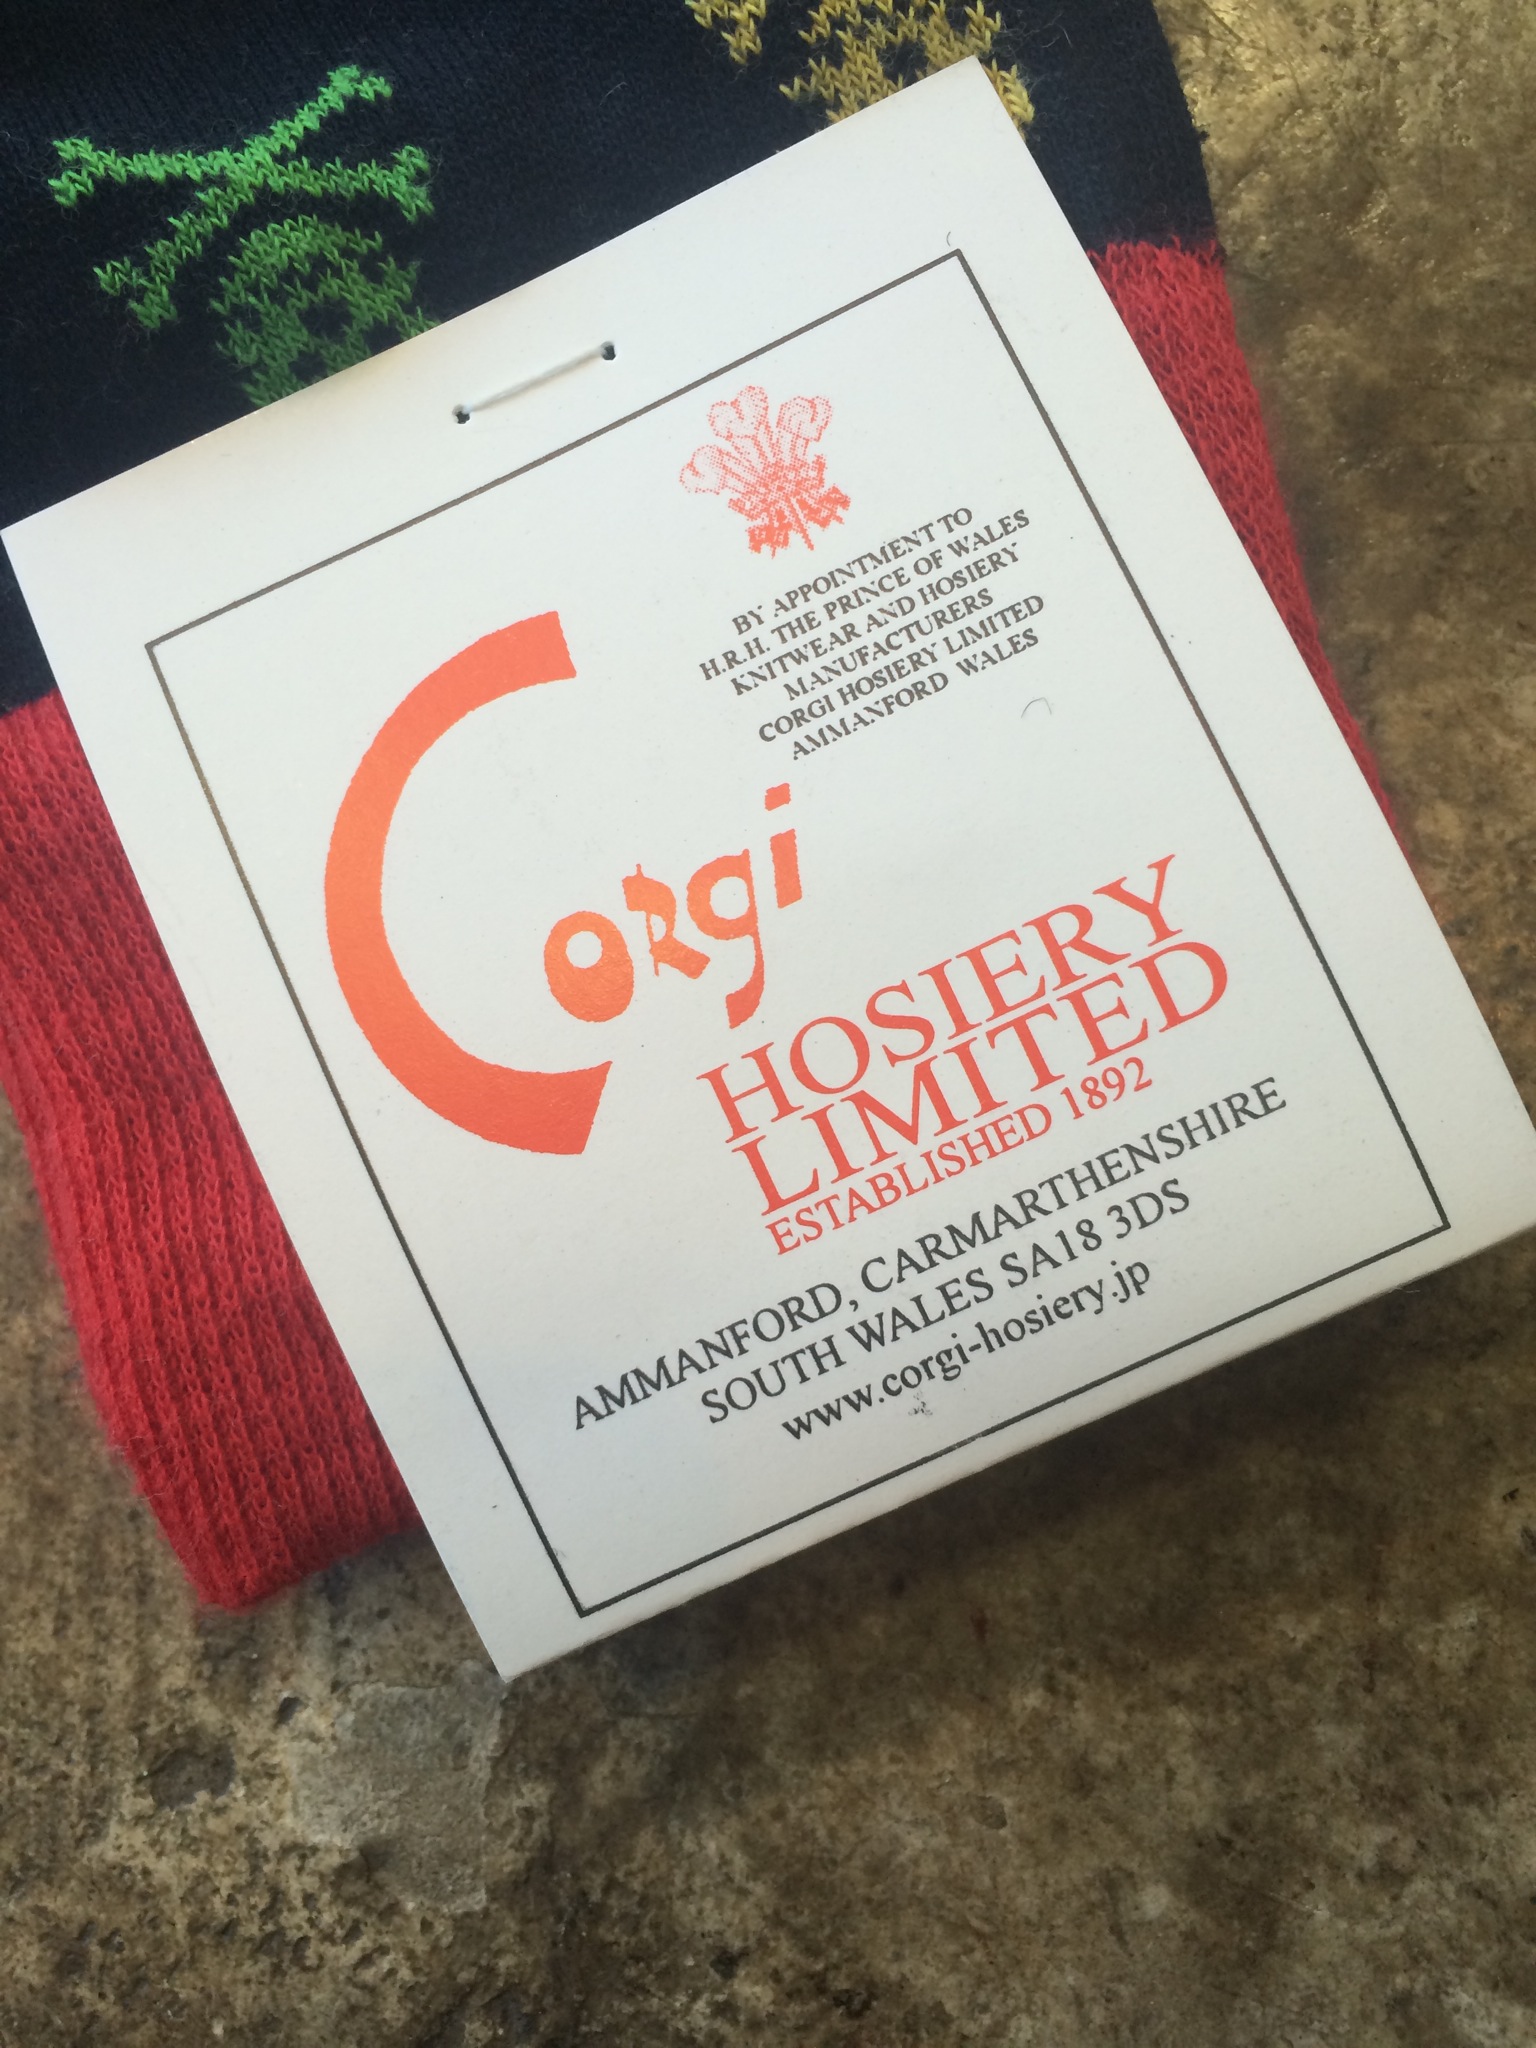 BY APPOINTMENT TO
H.R.H. THE PRINCE OF WALES
KNITWEAR AND HOSIERY
MANUFACTURERS
CORGI HOSIERY LIMITED
AMMANFORD WALES
Corgi
HOSIERY
LIMITED
ESTABLISHED 1892
AMMANFORD, CARMARTHENSHIRE
SOUTH WALES SA18 3DS
www.corgi-hosiery.jp